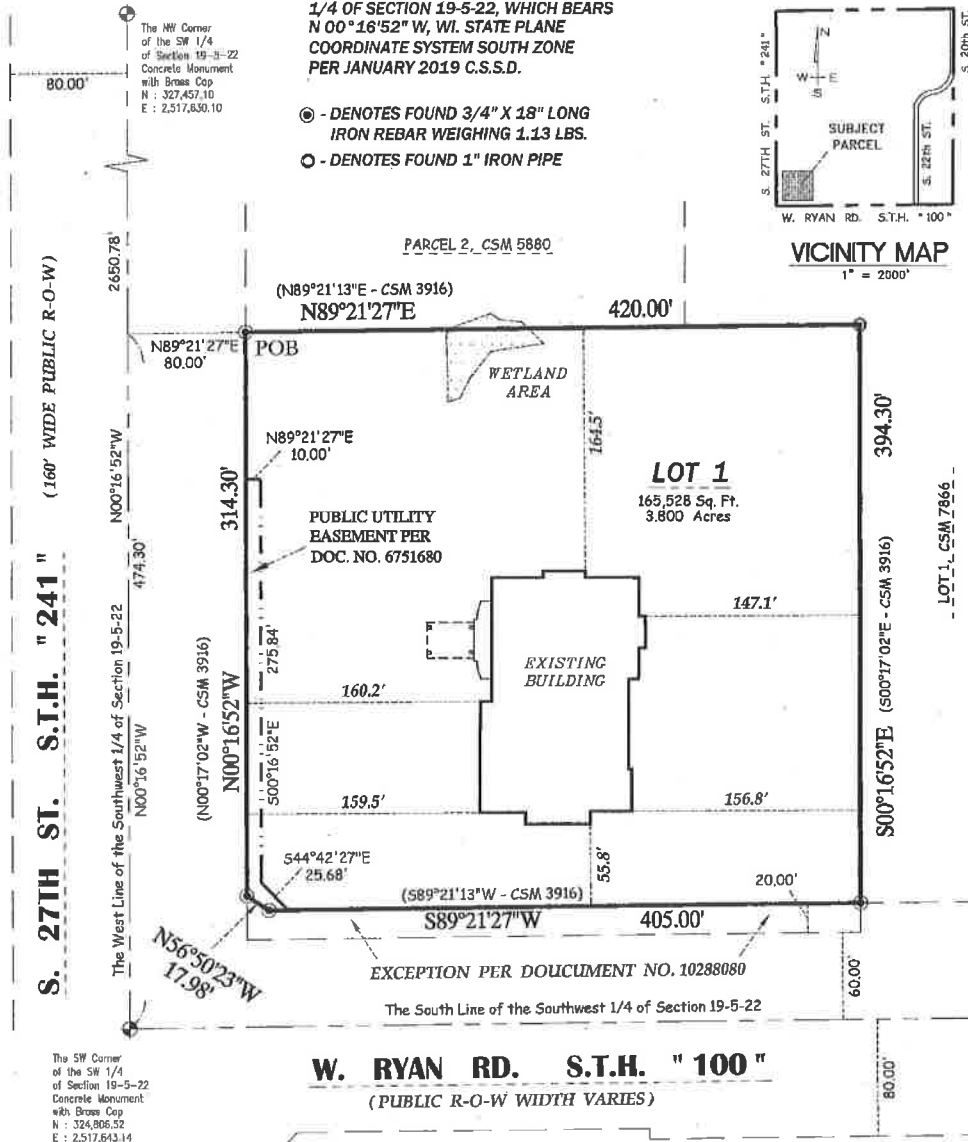 1/4 OF SECTION 19-5-22, WHICH BEARS
N 00°16'52" W, WI. STATE PLANE
COORDINATE SYSTEM SOUTH ZONE
PER JANUARY 2019 C.S.S.D.
- DENOTES FOUND 3/4" X 18" LONG
IRON REBAR WEIGHING 1.13 LBS.
- DENOTES FOUND 1" IRON PIPE
The NW Corner
of the SW 1/4
of Section 19-5-22
Concrete Monument
with Brass Cap
N : 327,457.10
E : 2,517,630.10
80.00'
S. 27TH ST. S.T.H. "241"
S. 20th ST.
N
W E
S
SUBJECT
PARCEL
S. 22th ST.
W. RYAN RD. S.T.H. "100"
VICINITY MAP
1" = 2000'
2650.78'
PARCEL 2, CSM 5880
(N89°21'13"E - CSM 3916)
N89°21'27"E 420.00'
N89°21'27"E
80.00'
POB
WETLAND
AREA
164.5'
(160' WIDE PUBLIC R-O-W)
N00°16'52"W
474.30'
N89°21'27"E
10.00'
314.30'
394.30'
LOT 1
165,528 Sq. Ft.
3.800 Acres
PUBLIC UTILITY
EASEMENT PER
DOC. NO. 6751680
LOT 1, CSM 7866
S. 27TH ST. S.T.H. "241"
The West Line of the Southwest 1/4 of Section 19-5-22
N00°16'52"W
(N00°17'02"W - CSM 3916)
N00°16'52"W
275.84'
S00°16'52"E
147.1'
EXISTING
BUILDING
160.2'
159.5'
156.8'
S00°16'52"E (S00°17'02"E - CSM 3916)
S44°42'27"E
25.68'
55.8'
20.00'
(S89°21'13"W - CSM 3916)
S89°21'27"W 405.00'
N56°50'23"W
17.98'
EXCEPTION PER DOUCUMENT NO. 10288080
60.00'
The South Line of the Southwest 1/4 of Section 19-5-22
The SW Corner
of the SW 1/4
of Section 19-5-22
Concrete Monument
with Brass Cap
N : 324,806.52
E : 2,517,643.14
W. RYAN RD. S.T.H. "100"
(PUBLIC R-O-W WIDTH VARIES)
80.00'